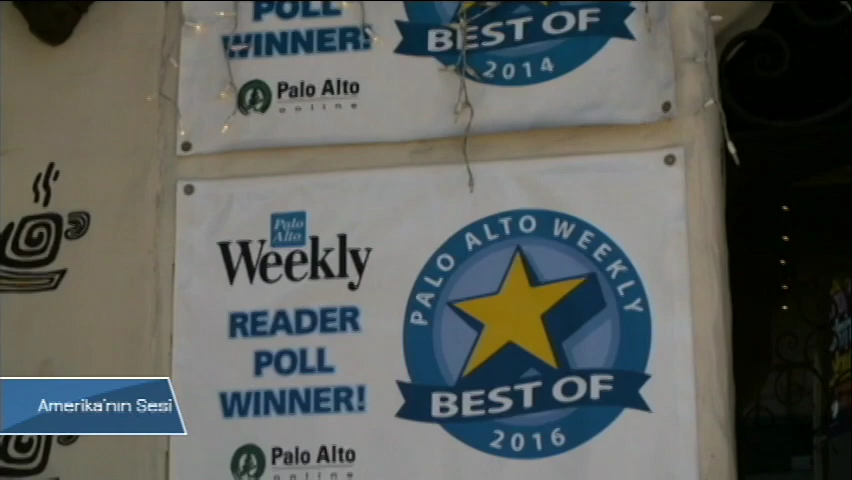 POLL
WINNER!
Palo Alto
online
BEST OF
2014
Palo
Alto
Weekly
READER
POLL
WINNER!
Palo Alto
online
PALO ALTO WEEKLY
BEST OF
2016
Amerika'nın Sesi